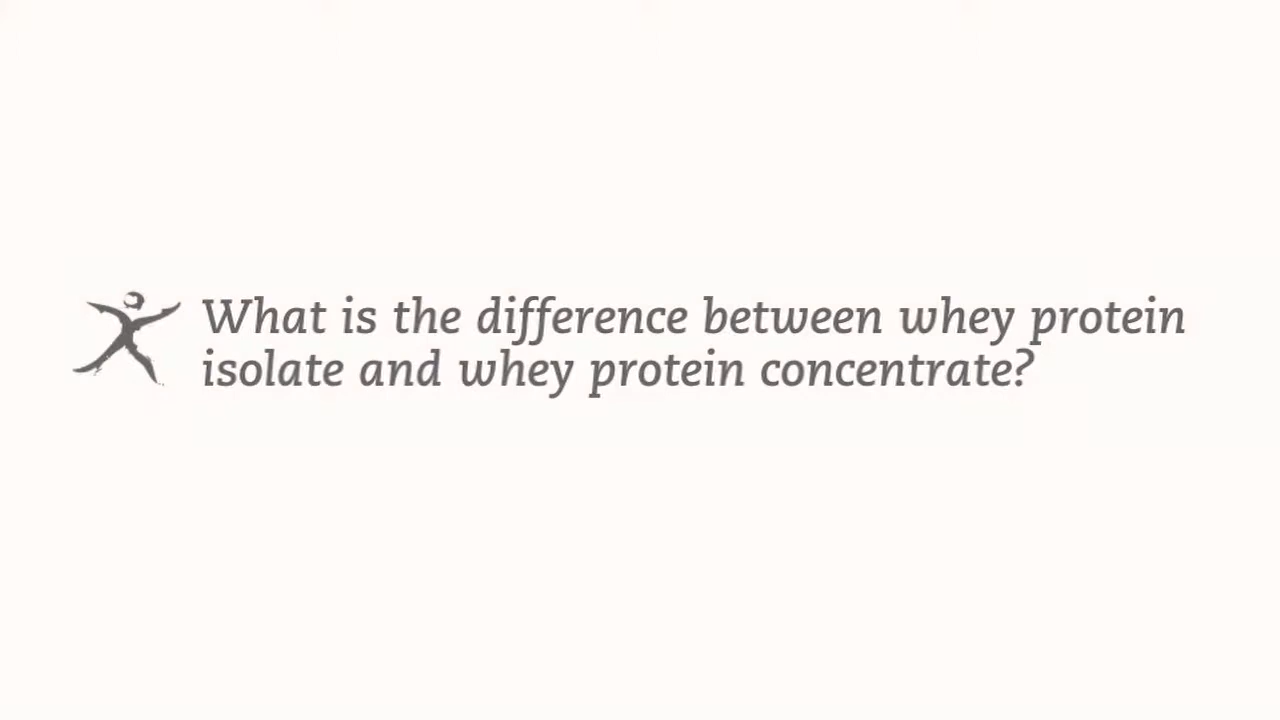 What is the difference between whey protein
isolate and whey protein concentrate?